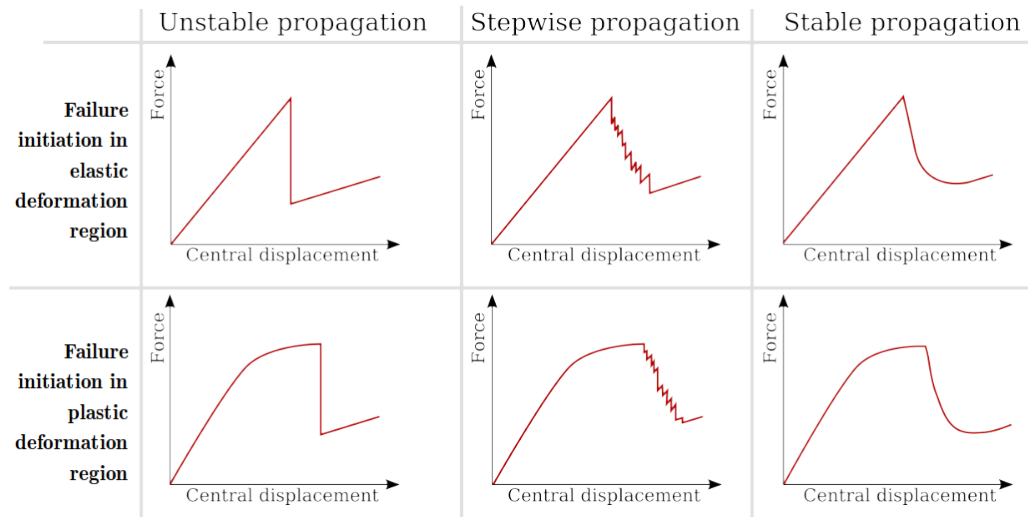 Unstable propagation
Stepwise propagation
Stable propagation
Failure
initiation in
elastic
deformation
region
Force
Central displacement
Force
Central displacement
Force
Central displacement
Failure
initiation in
plastic
deformation
region
Force
Central displacement
Force
Central displacement
Force
Central displacement